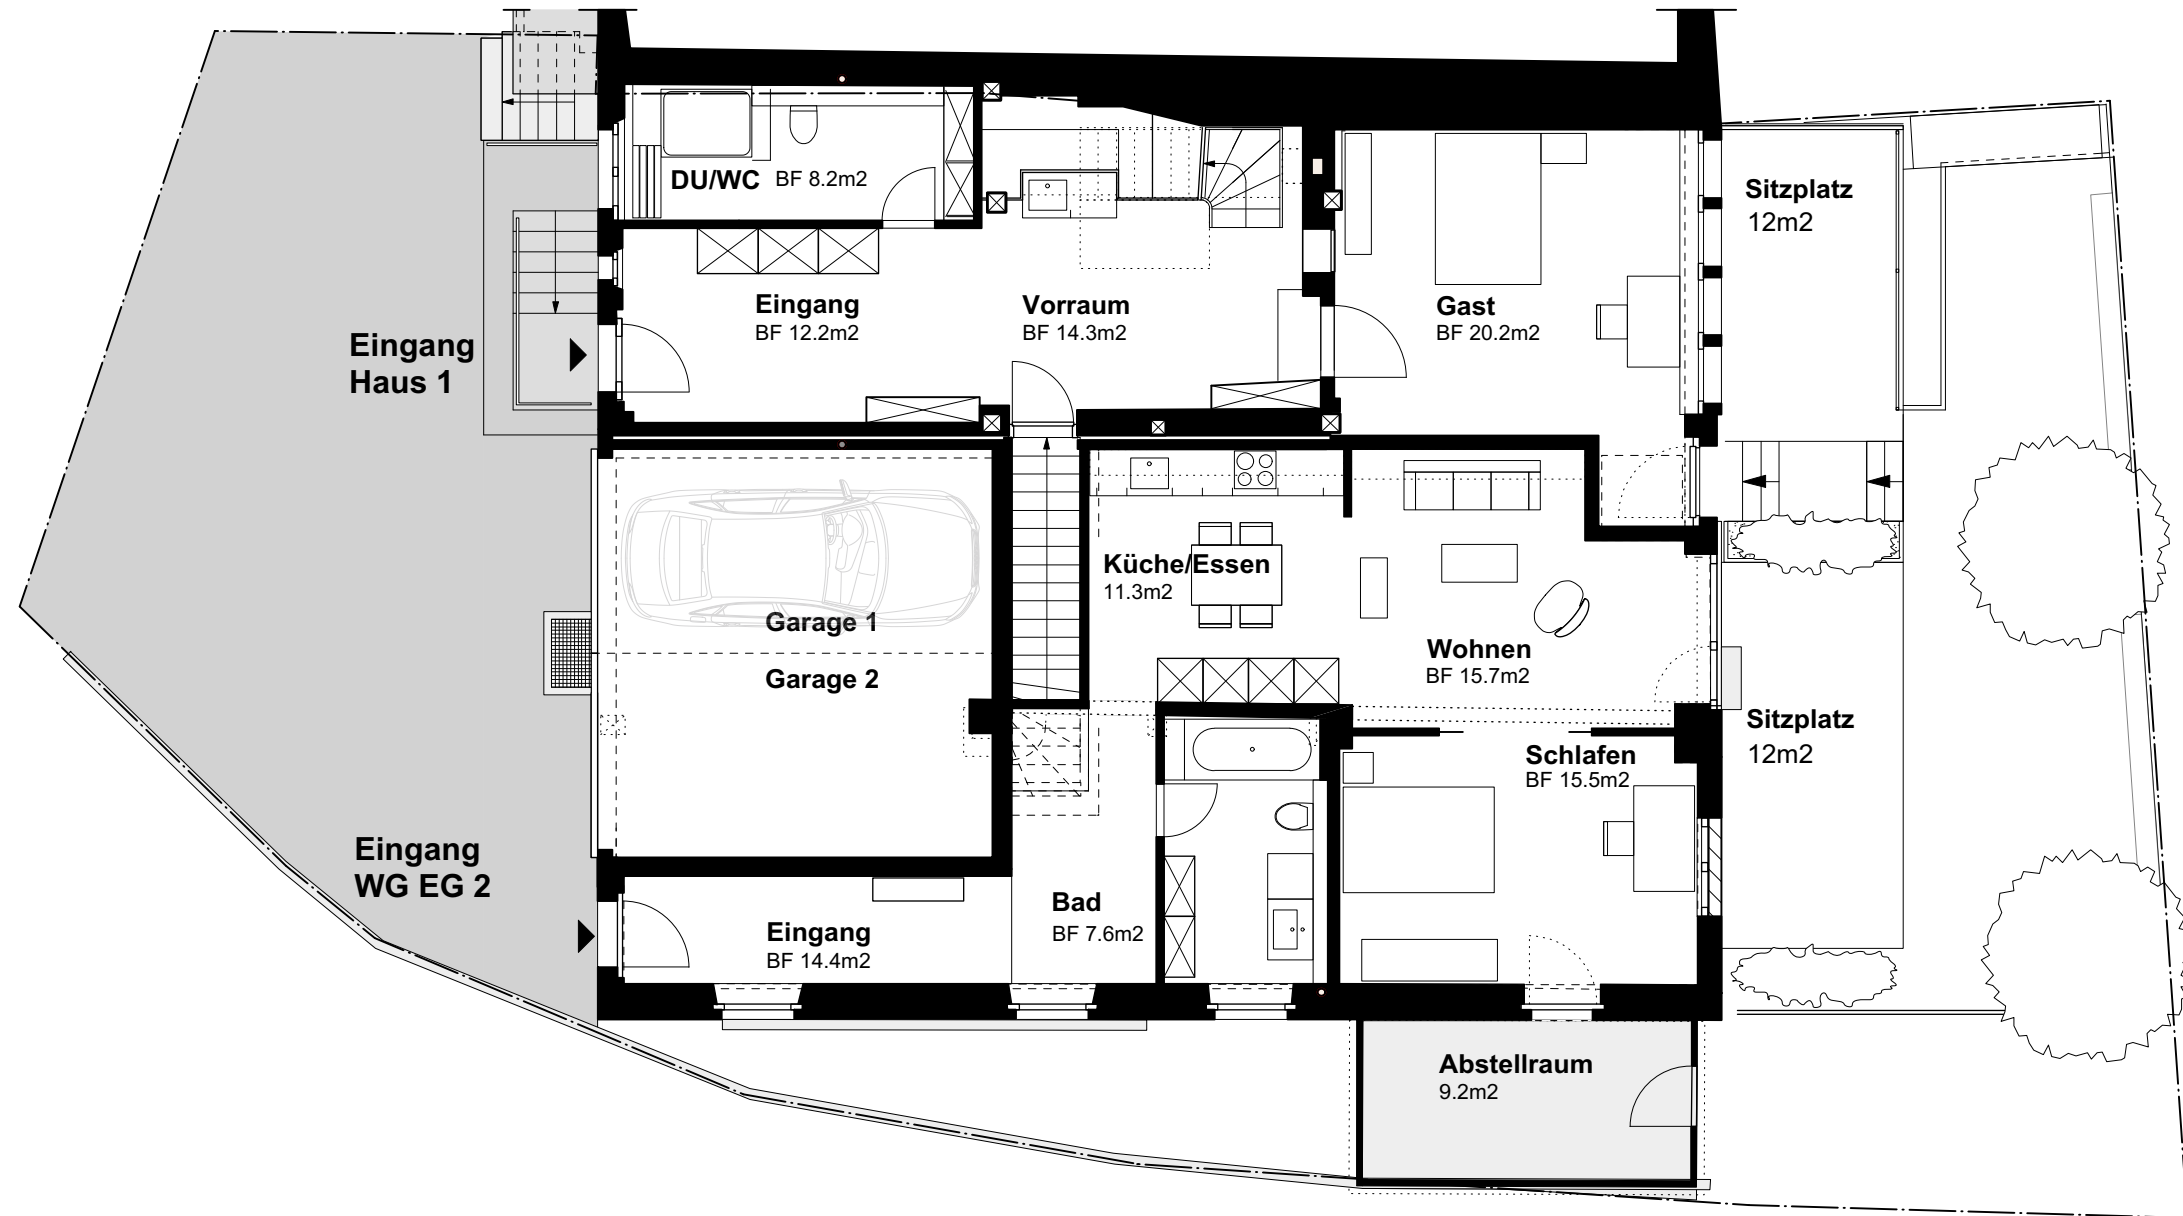 DU/WC BF 8.2m2
Sitzplatz
12m2
Eingang
BF 12.2m2
Vorraum
BF 14.3m2
Gast
BF 20.2m2
Eingang
Haus 1
Küche/Essen
11.3m2
Garage 1
Garage 2
Wohnen
BF 15.7m2
Sitzplatz
12m2
Schlafen
BF 15.5m2
Eingang
WG EG 2
Bad
BF 7.6m2
Eingang
BF 14.4m2
Abstellraum
9.2m2